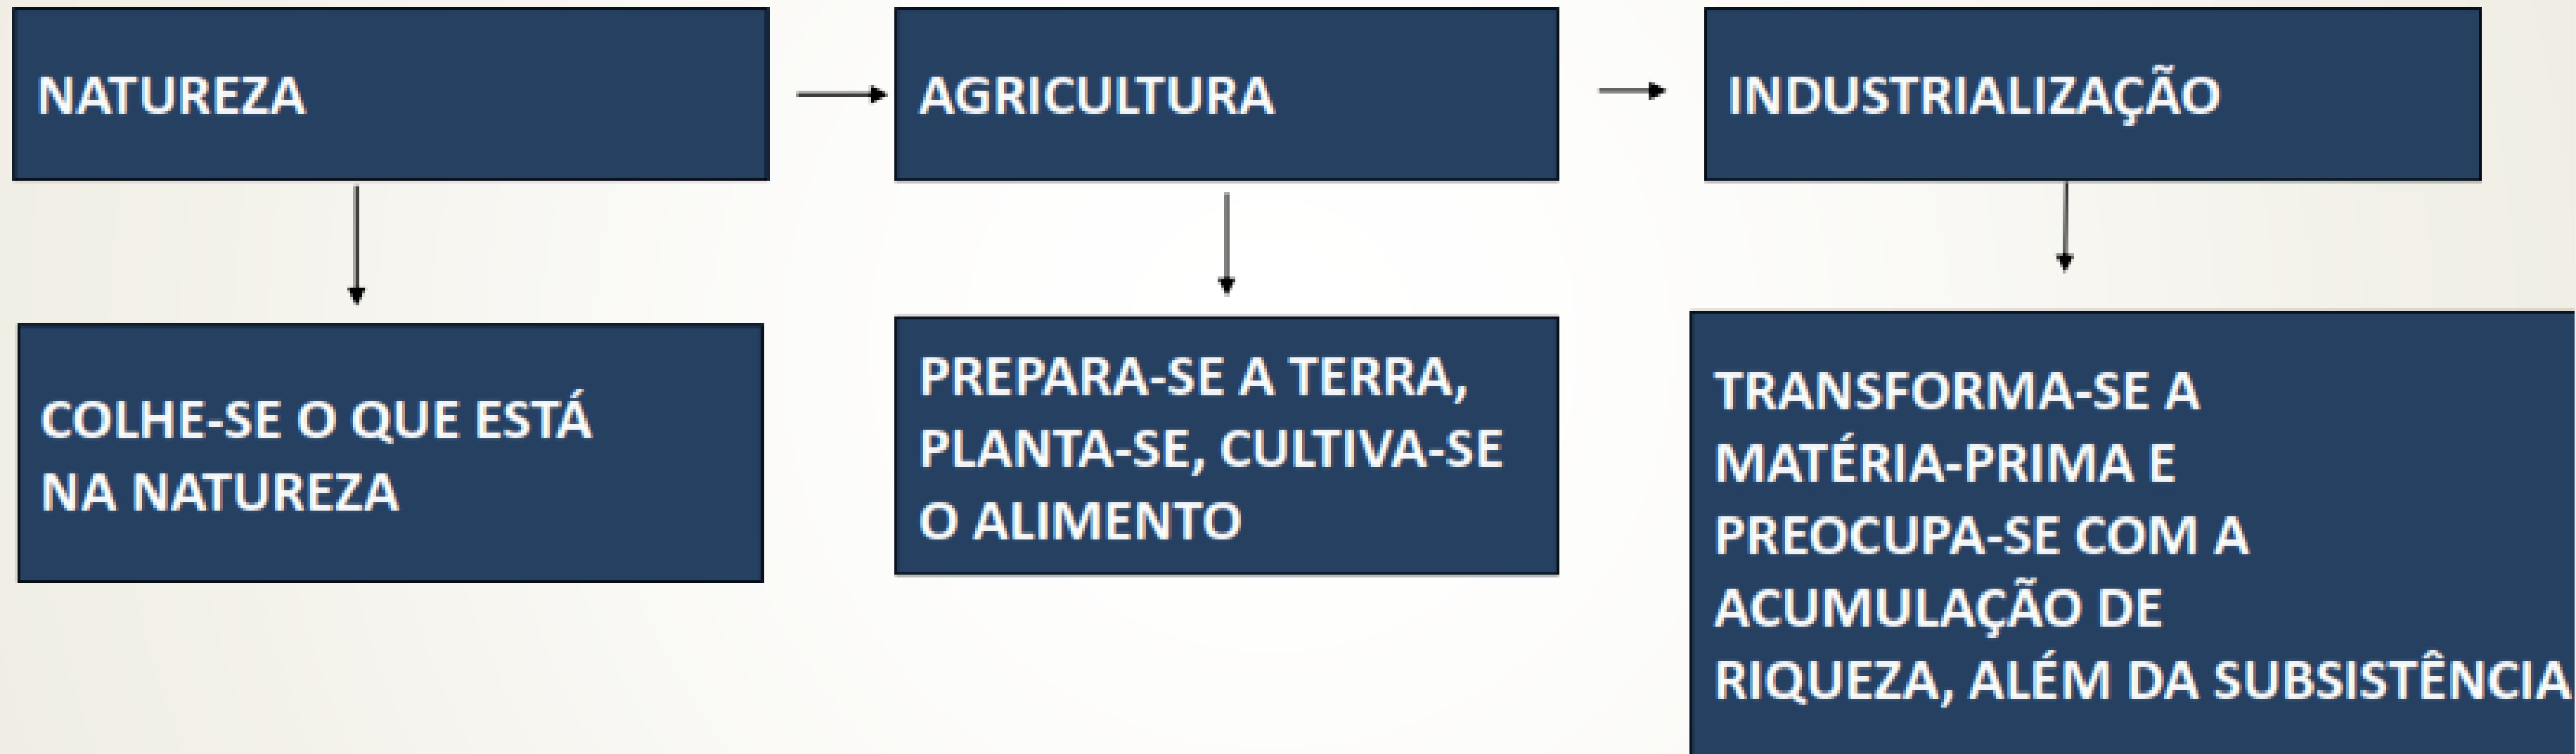 NATUREZA
AGRICULTURA
INDUSTRIALIZAÇÃO
COLHE-SE O QUE ESTÁ
NA NATUREZA
PREPARA-SE A TERRA,
PLANTA-SE, CULTIVA-SE
O ALIMENTO
TRANSFORMA-SE A
MATÉRIA-PRIMA E
PREOCUPA-SE COM A
ACUMULAÇÃO DE
RIQUEZA, ALÉM DA SUBSISTÊNCIA